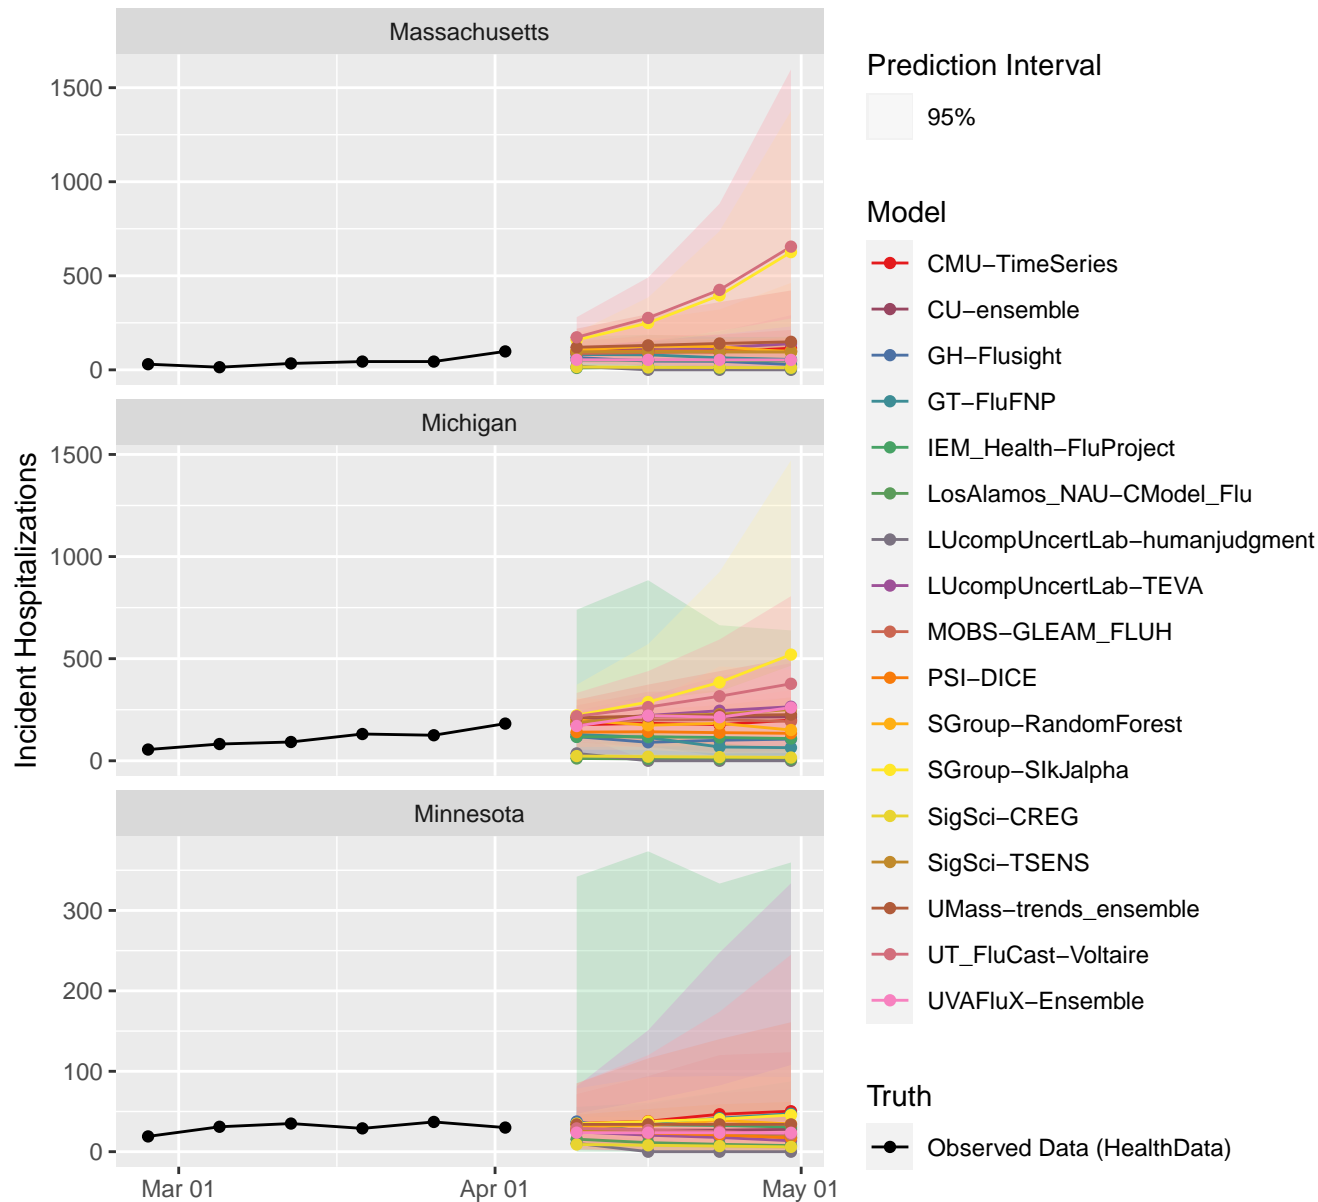 Massachusetts
1500
1000
500
0
Michigan
1500
1000
500
0
Minnesota
300
200
100
0
Incident Hospitalizations
Mar 01
Apr 01
May 01
Prediction Interval
95%
Model
CMU−TimeSeries
CU−ensemble
GH−Flusight
GT−FluFNP
IEM_Health−FluProject
LosAlamos_NAU−CModel_Flu
LUcompUncertLab−humanjudgment
LUcompUncertLab−TEVA
MOBS−GLEAM_FLUH
PSI−DICE
SGroup−RandomForest
SGroup−SIkJalpha
SigSci−CREG
SigSci−TSENS
UMass−trends_ensemble
UT_FluCast−Voltaire
UVAFluX−Ensemble
Truth
Observed Data (HealthData)